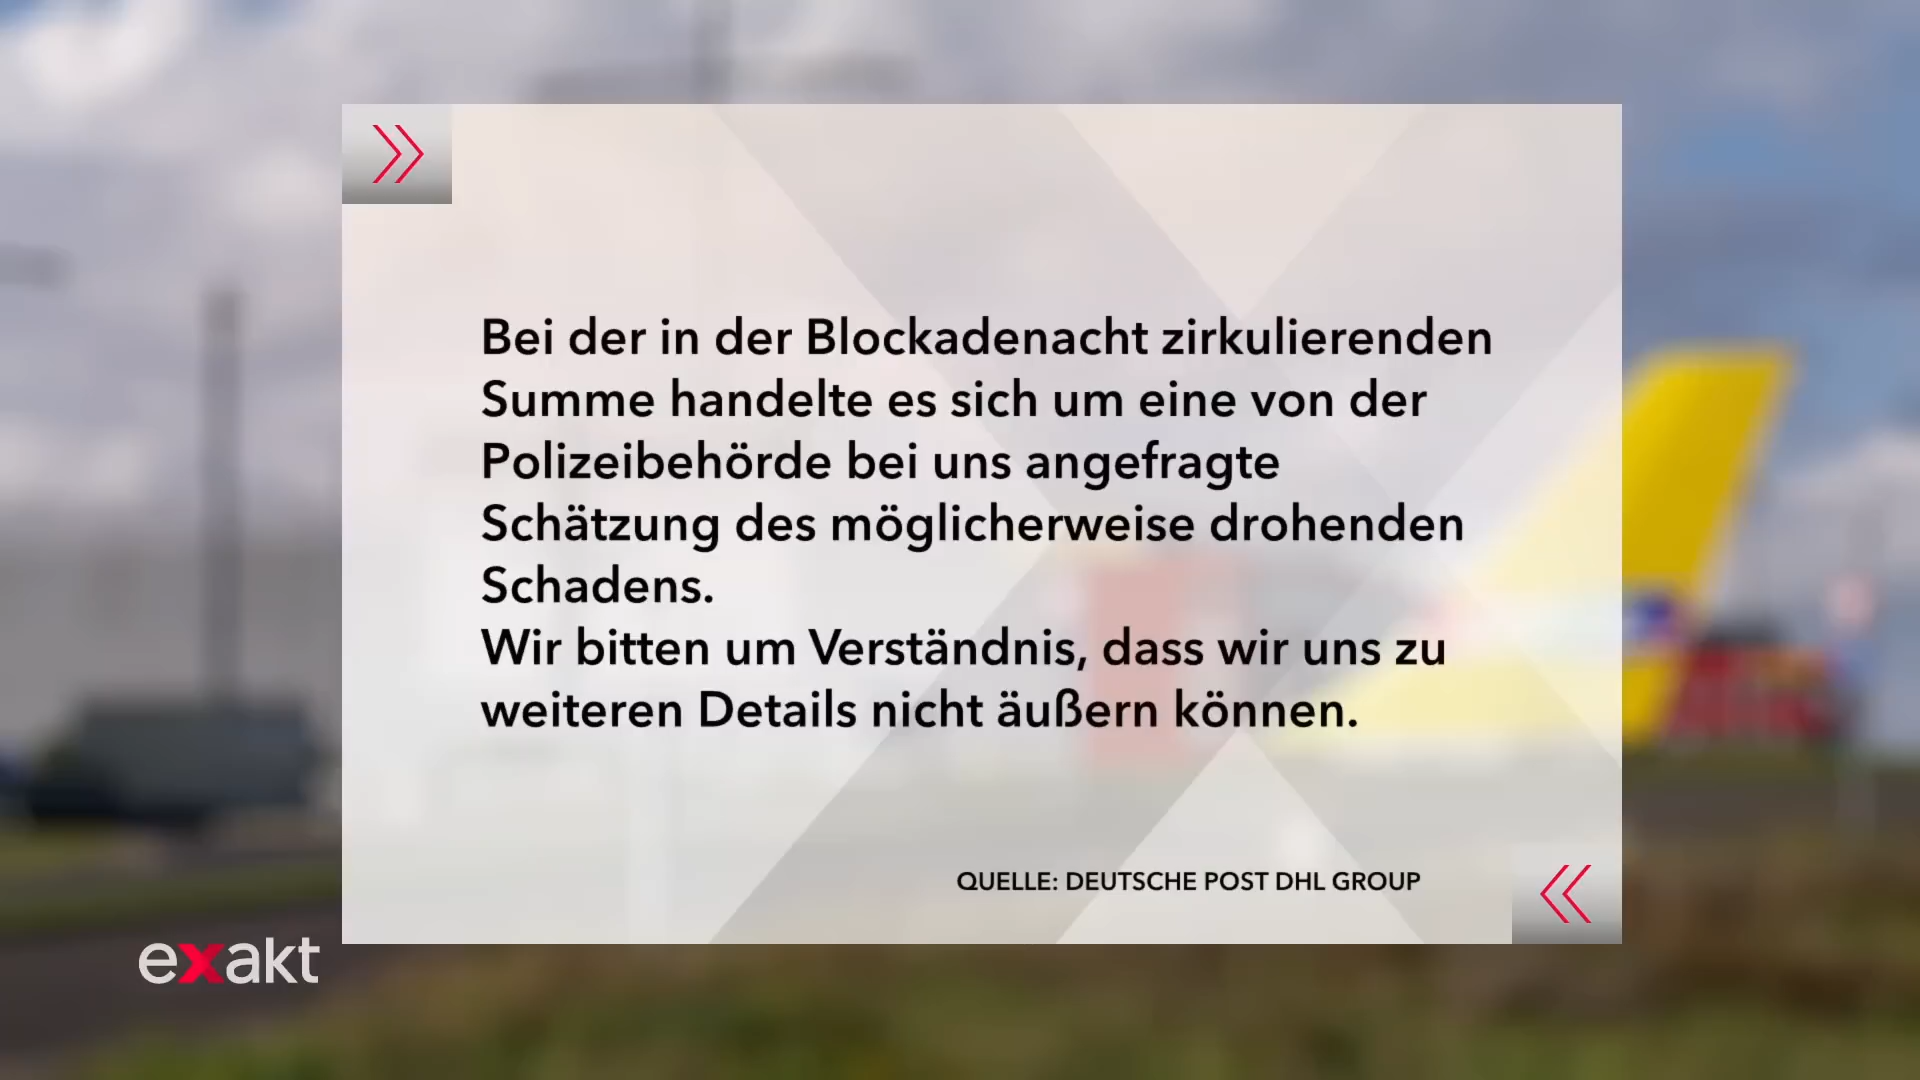 Bei der in der Blockadenacht zirkulierenden
Summe handelte es sich um eine von der
Polizeibehörde bei uns angefragte
Schätzung des möglicherweise drohenden
Schadens.
Wir bitten um Verständnis, dass wir uns zu
weiteren Details nicht äußern können.
QUELLE: DEUTSCHE POST DHL GROUP
exakt